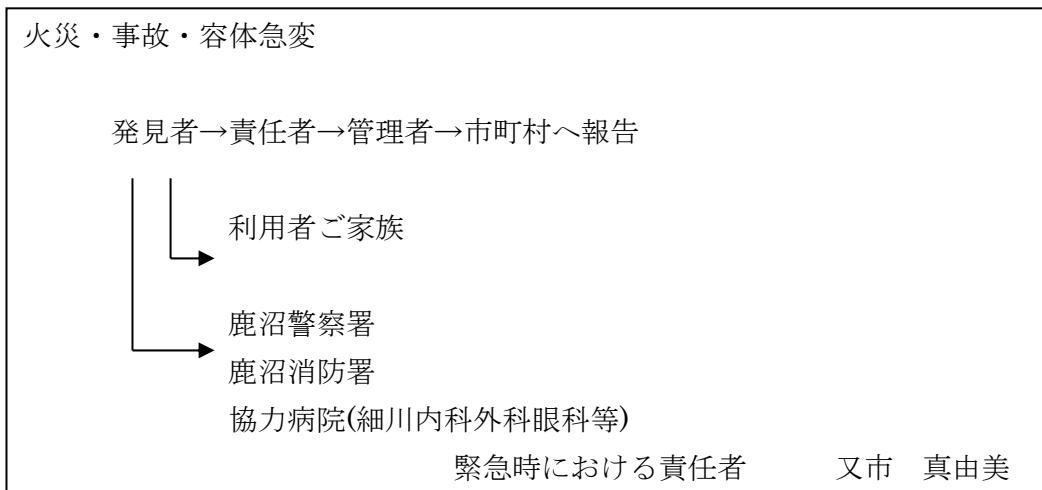 火災・事故・容体急変
発見者→責任者→管理者→市町村へ報告
利用者ご家族
鹿沼警察署
鹿沼消防署
協力病院(細川内科外科眼科等)
緊急時における責任者　　　又市　真由美